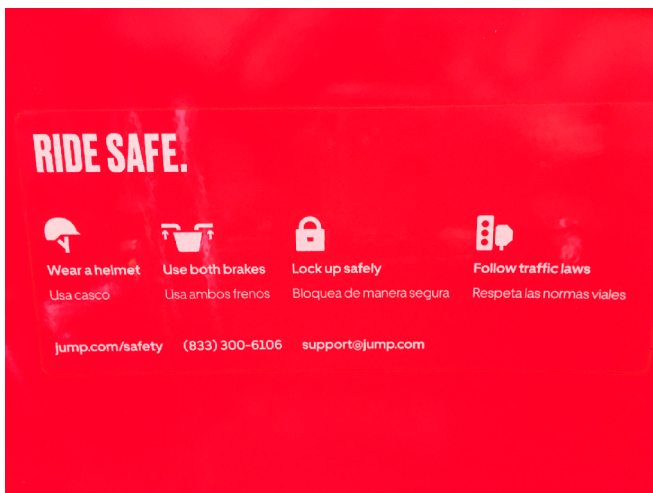 RIDE SAFE.
Wear a helmet Use both brakes Lock up safely Follow traffic laws
Usa casco Usa ambos frenos Bloquea de manera segura Respeta las normas viales
jump.com/safety (833) 300-6106 support@jump.com